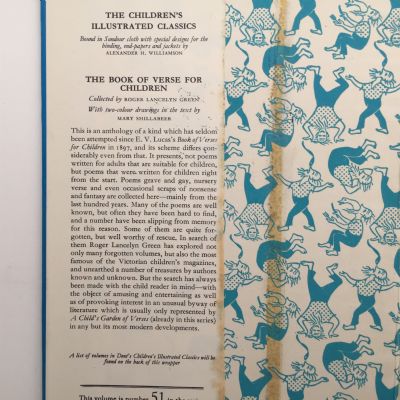 THE CHILDREN'S
ILLUSTRATED CLASSICS
Bound in Sundour cloth with special designs for the
binding, end-papers and jackets by
ALEXANDER H. WILLIAMSON
THE BOOK OF VERSE FOR
CHILDREN
Collected by ROGER LANCELYN GREEN
With two-colour drawings in the text by
MARY SHILLABEER
This is an anthology of a kind which has seldom
been attempted since E. V. Lucas's Book of Verses
for Children in 1897, and its scheme differs con-
siderably even from that. It presents, not poems
written for adults that are suitable for children,
but poems that were written for children right
from the start. Poems grave and gay, nursery
verse and even occasional scraps of nonsense
and fantasy are collected here—mainly from the
last hundred years. Many of the poems are well
known, but often they have been hard to find,
and a number have been slipping from memory
for this reason. Some of them are quite for-
gotten, but well worthy of rescue. In search of
them Roger Lancelyn Green has explored not
only many forgotten volumes, but also the most
famous of the Victorian children's magazines,
and unearthed a number of treasures by authors
known and unknown. But the search has always
been made with the child reader in mind—with
the object of amusing and entertaining as well
as of provoking interest in an unusual byway of
literature which is usually only represented by
A Child's Garden of Verses (already in this series)
in any but its most modern developments.
A list of volumes in Dent's Children's Illustrated Classics will be
found on the back of this wrapper
This volume is number 51 in the